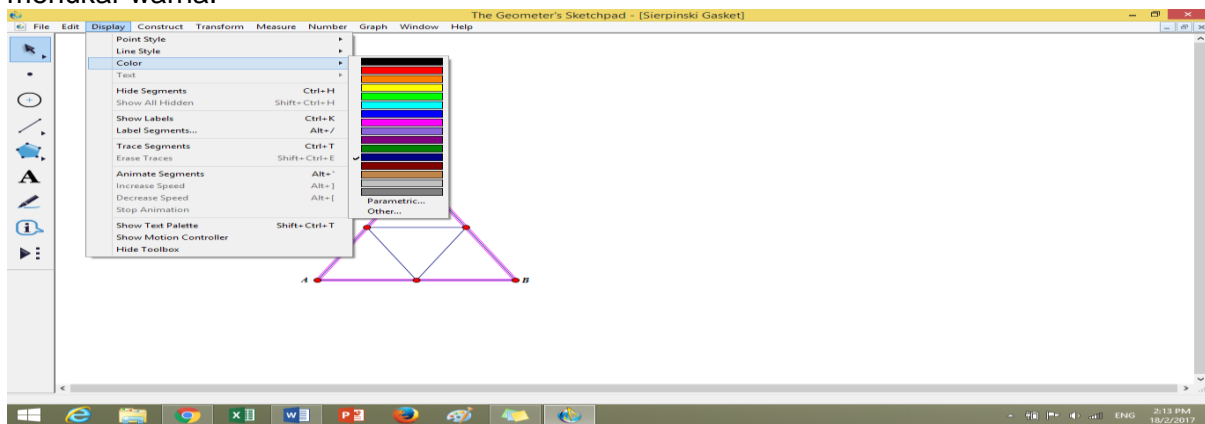 menukar warna.
The Geometer's Sketchpad - [Sierpinski Gasket]
File Edit Display Construct Transform Measure Number Graph Window Help
Point Style
Line Style
Color
Text
Hide Segments Ctrl+H
Show All Hidden Shift+Ctrl+H
Show Labels Ctrl+K
Label Segments... Alt+/
Trace Segments Ctrl+T
Erase Traces Shift+Ctrl+E
Animate Segments Alt+`
Increase Speed Alt+]
Decrease Speed Alt+[
Stop Animation
Show Text Palette Shift+Ctrl+T
Show Motion Controller
Hide Toolbox
Parametric...
Other...
A B
ENG 2:13 PM
18/2/2017